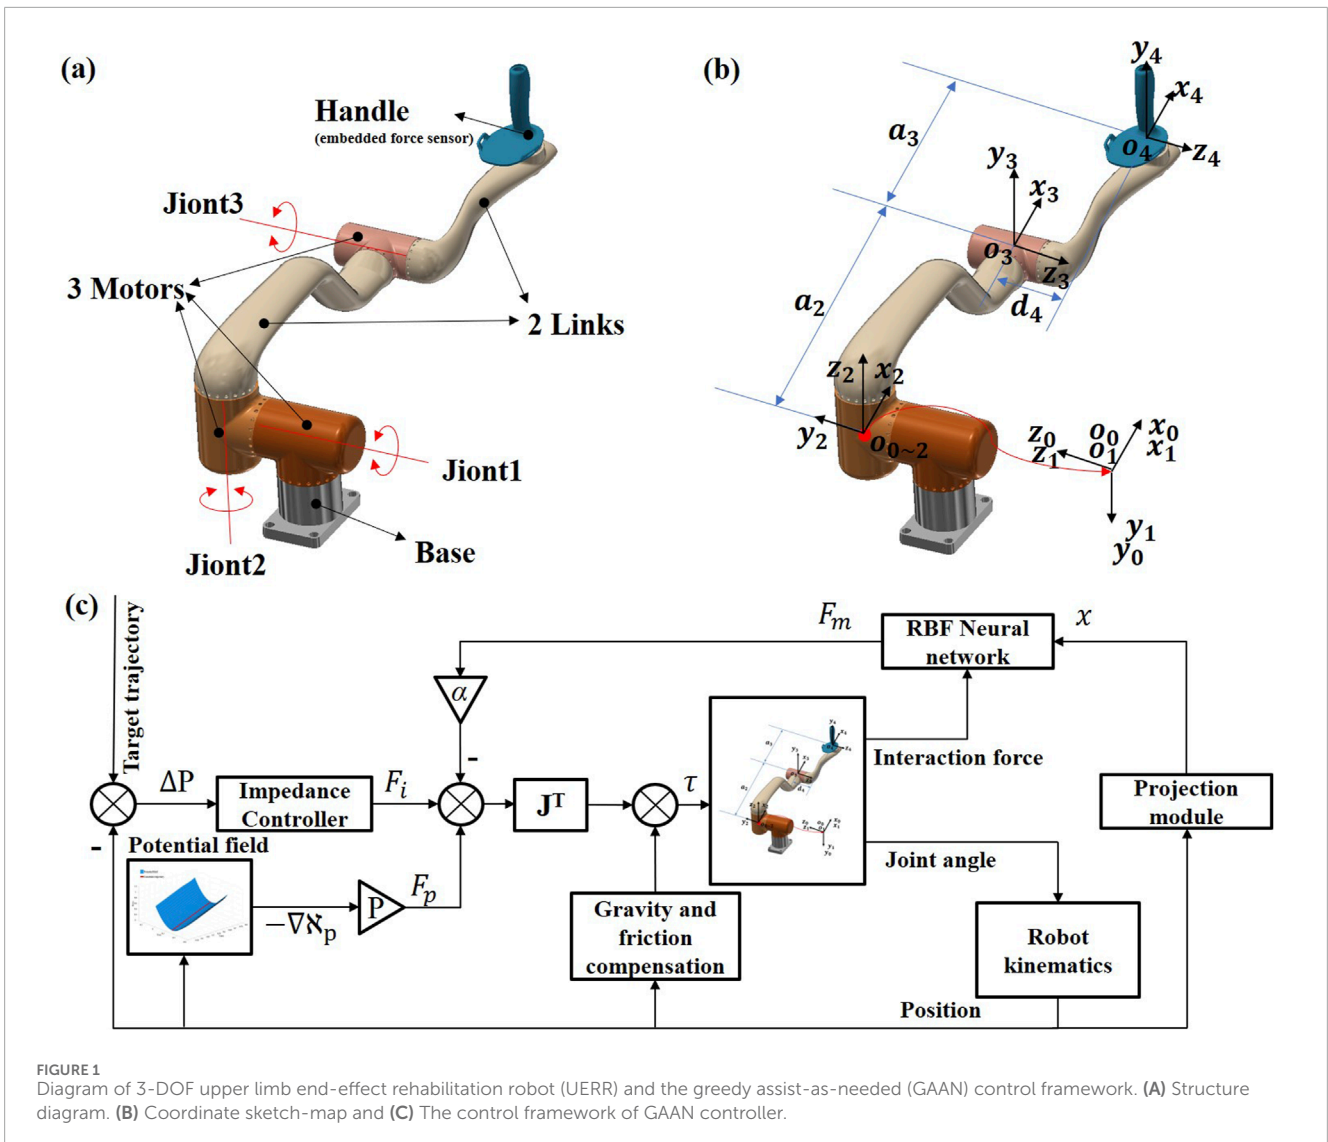 (a)
Handle
(embedded force sensor)
Jiont3
3 Motors
2 Links
Jiont1
Base
Jiont2
(b)
y4
x4
a3
o4
z4
y3
x3
o3
z3
a2
d4
z2
x2
y2
o0~2
z0
z1
o0
o1
x0
x1
y1
y0
(c)
Target trajectory
Fm
RBF Neural
network
x
α
-
ΔP
Impedance
Controller
Fi
J^T
τ
Interaction force
Projection
module
-
Potential field
−∇ℵp
P
Fp
Gravity and
friction
compensation
Joint angle
Robot
kinematics
Position
FIGURE 1
Diagram of 3-DOF upper limb end-effect rehabilitation robot (UERR) and the greedy assist-as-needed (GAAN) control framework. (A) Structure
diagram. (B) Coordinate sketch-map and (C) The control framework of GAAN controller.